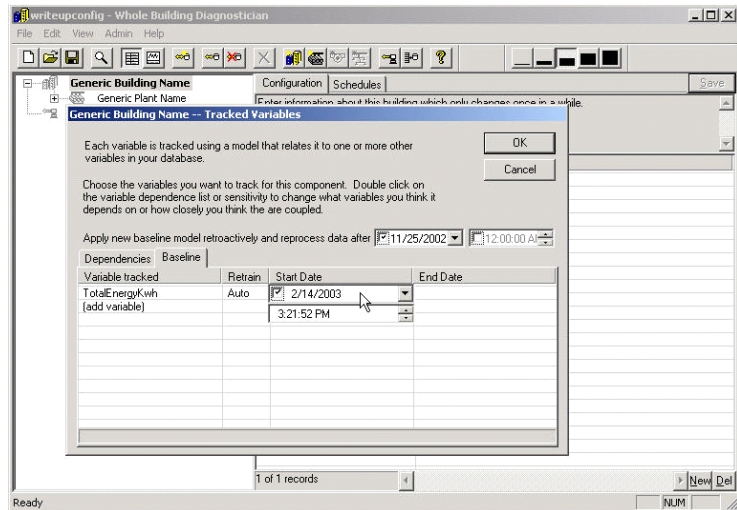 writeupconfig - Whole Building Diagnostician
File Edit View Admin Help
Generic Building Name
Generic Plant Name
Configuration Schedules
Save
Enter information about this building which only changes once in a while.
Generic Building Name -- Tracked Variables
Each variable is tracked using a model that relates it to one or more other
variables in your database.
OK
Cancel
Choose the variables you want to track for this component. Double click on
the variable dependence list or sensitivity to change what variables you think it
depends on or how closely you think the are coupled.
Apply new baseline model retroactively and reprocess data after 11/25/2002 12:00:00 A
Dependencies Baseline
Variable tracked Retrain Start Date End Date
TotalEnergyKwh Auto 2/14/2003
(add variable) 3:21:52 PM
1 of 1 records
New Del
Ready NUM